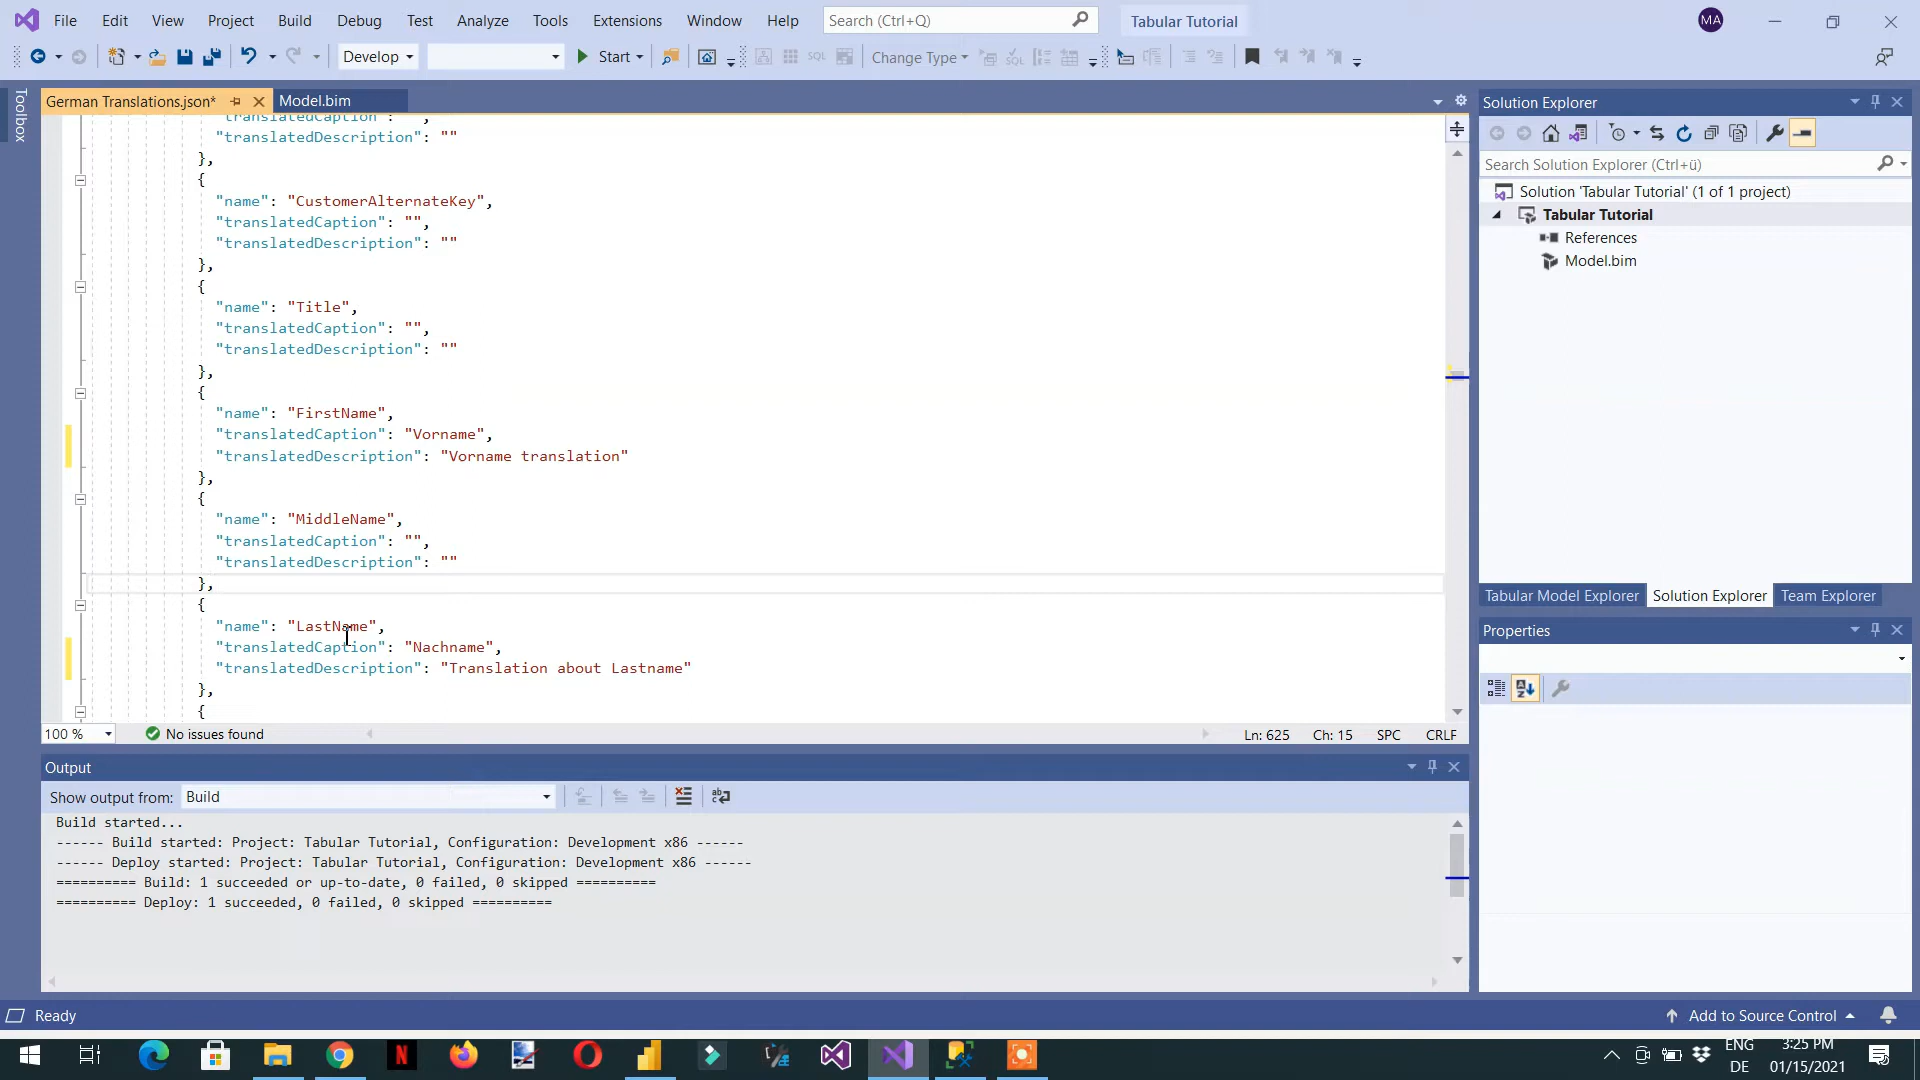 File Edit View Project Build Debug Test Analyze Tools Extensions Window Help Search (Ctrl+Q) Tabular Tutorial MA
Develop Start SQL Change Type SQL
Toolbox
German Translations.json* Model.bim
"translatedCaption": "",
"translatedDescription": ""
},
{
"name": "CustomerAlternateKey",
"translatedCaption": "",
"translatedDescription": ""
},
{
"name": "Title",
"translatedCaption": "",
"translatedDescription": ""
},
{
"name": "FirstName",
"translatedCaption": "Vorname",
"translatedDescription": "Vorname translation"
},
{
"name": "MiddleName",
"translatedCaption": "",
"translatedDescription": ""
},
{
"name": "LastName",
"translatedCaption": "Nachname",
"translatedDescription": "Translation about Lastname"
},
{
100 % No issues found Ln: 625 Ch: 15 SPC CRLF
Output
Show output from: Build
Build started...
------ Build started: Project: Tabular Tutorial, Configuration: Development x86 ------
------ Deploy started: Project: Tabular Tutorial, Configuration: Development x86 ------
========== Build: 1 succeeded or up-to-date, 0 failed, 0 skipped ==========
========== Deploy: 1 succeeded, 0 failed, 0 skipped ==========
Solution Explorer
Search Solution Explorer (Ctrl+ü)
Solution 'Tabular Tutorial' (1 of 1 project)
Tabular Tutorial
References
Model.bim
Tabular Model Explorer Solution Explorer Team Explorer
Properties
Ready Add to Source Control
ENG
DE
3:25 PM
01/15/2021